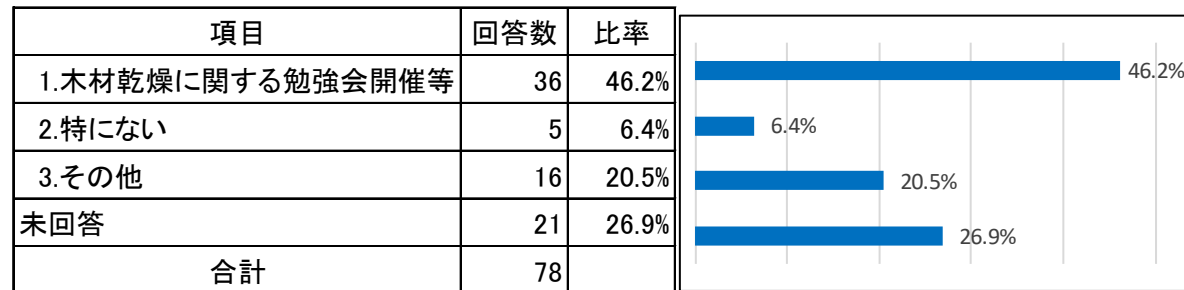 項目 回答数 比率
1.木材乾燥に関する勉強会開催等 36 46.2%
2.特にない 5 6.4%
3.その他 16 20.5%
未回答 21 26.9%
合計 78
46.2%
6.4%
20.5%
26.9%